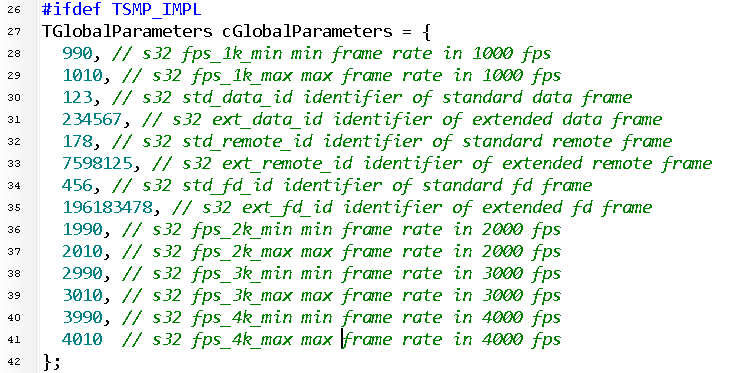 26 #ifdef TSMP_IMPL
27 TGlobalParameters cGlobalParameters = {
28 990, // s32 fps_1k_min min frame rate in 1000 fps
29 1010, // s32 fps_1k_max max frame rate in 1000 fps
30 123, // s32 std_data_id identifier of standard data frame
31 234567, // s32 ext_data_id identifier of extended data frame
32 178, // s32 std_remote_id identifier of standard remote frame
33 7598125, // s32 ext_remote_id identifier of extended remote frame
34 456, // s32 std_fd_id identifier of standard fd frame
35 196183478, // s32 ext_fd_id identifier of extended fd frame
36 1990, // s32 fps_2k_min min frame rate in 2000 fps
37 2010, // s32 fps_2k_max max frame rate in 2000 fps
38 2990, // s32 fps_3k_min min frame rate in 3000 fps
39 3010, // s32 fps_3k_max max frame rate in 3000 fps
40 3990, // s32 fps_4k_min min frame rate in 4000 fps
41 4010 // s32 fps_4k_max max frame rate in 4000 fps
42 };